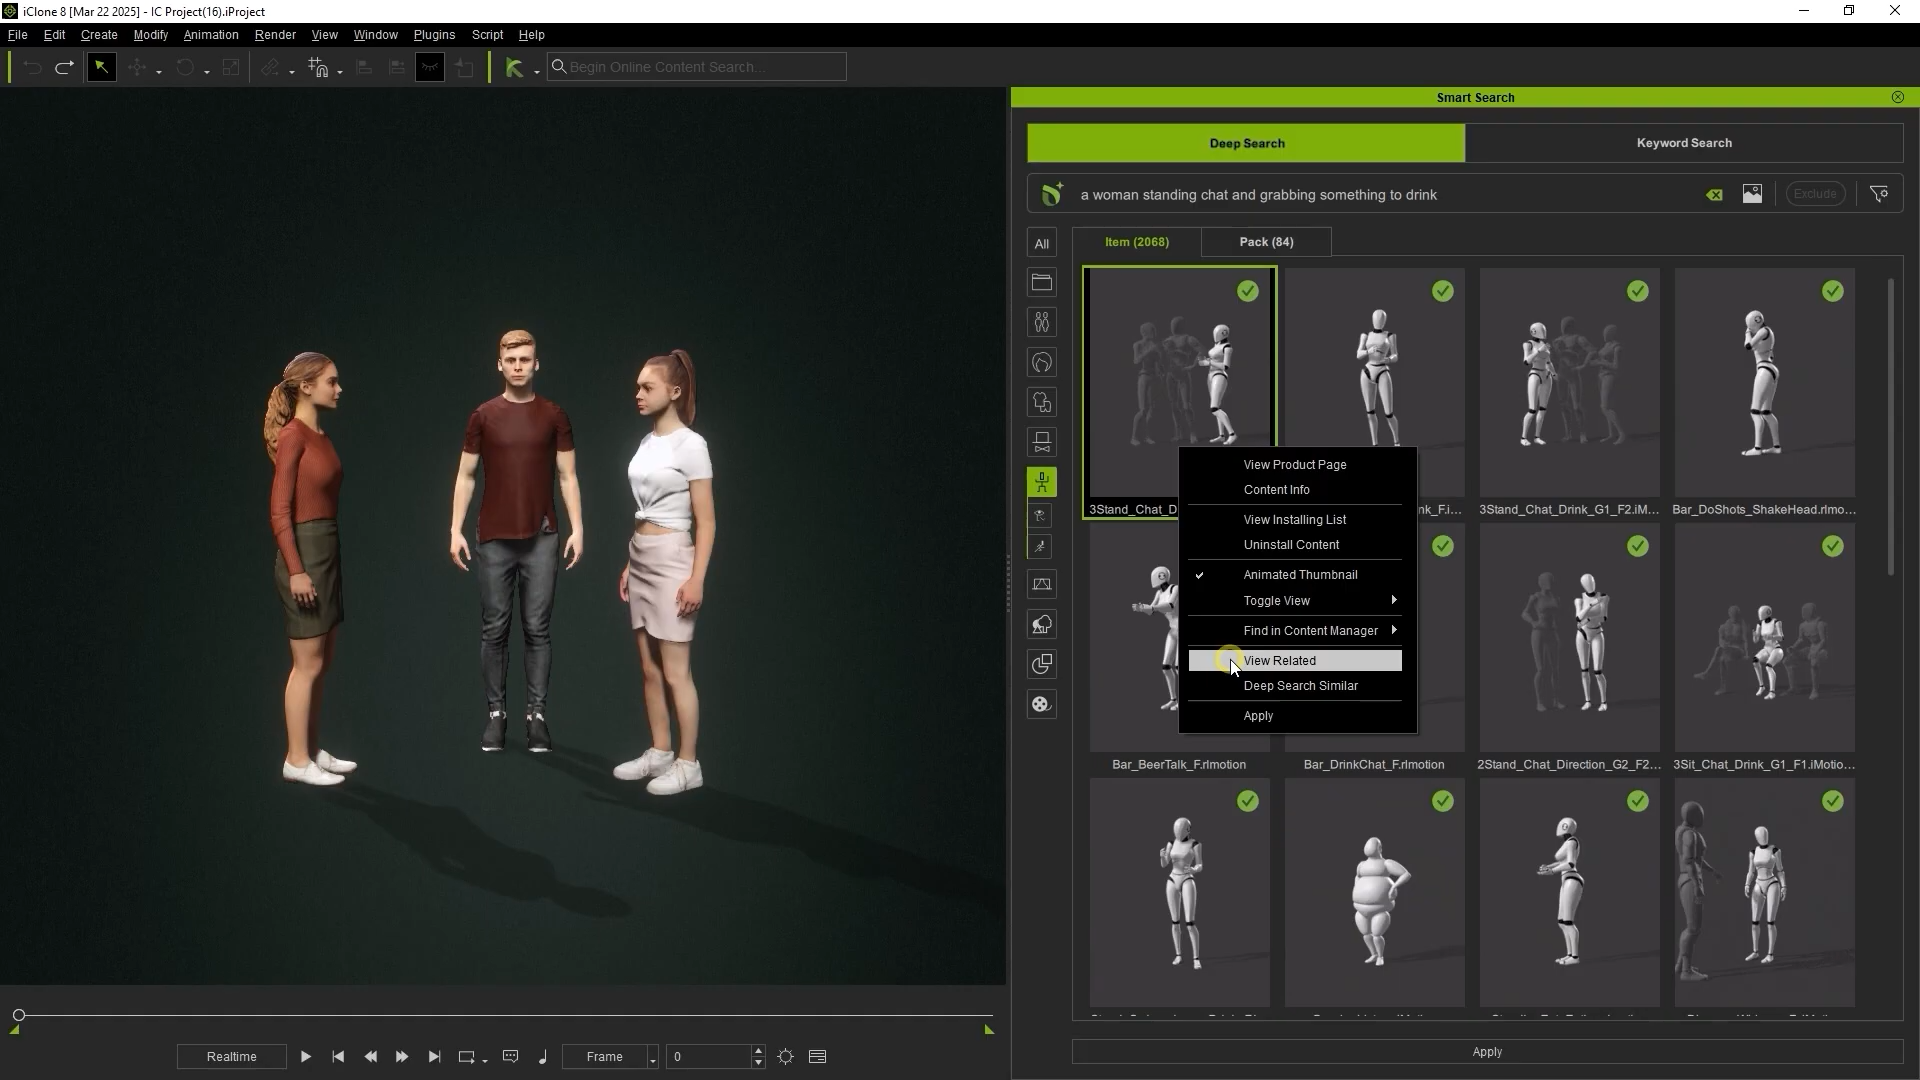 iClone 8 [Mar 22 2025] - IC Project(16).iProject
File Edit Create Modify Animation Render View Window Plugins Script Help
Begin Online Content Search...
Smart Search
Deep Search Keyword Search
a woman standing chat and grabbing something to drink
Exclude
All
Item (2068) Pack (84)
3Stand_Chat_D
nk_F.i...
3Stand_Chat_Drink_G1_F2.iM...
Bar_DoShots_ShakeHead.rlmo...
View Product Page
Content Info
View Installing List
Uninstall Content
Animated Thumbnail
Toggle View
Find in Content Manager
View Related
Deep Search Similar
Apply
Bar_BeerTalk_F.rlmotion
Bar_DrinkChat_F.rlmotion
2Stand_Chat_Direction_G2_F2...
3Sit_Chat_Drink_G1_F1.iMotio...
Realtime
Frame
0
Apply